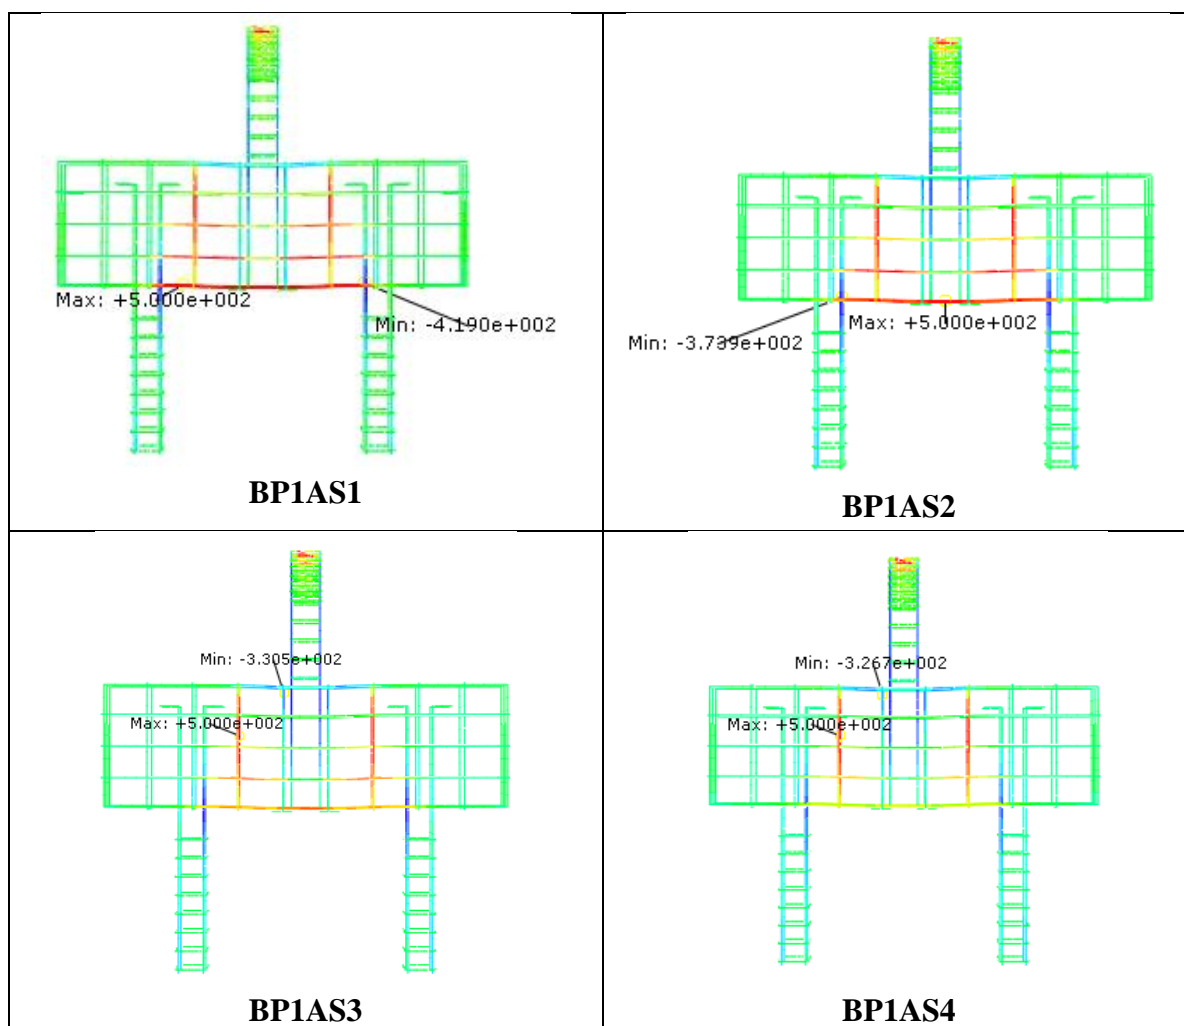 Max: +5.000e+002
Min: -4.190e+002
BP1AS1
Max: +5.000e+002
Min: -3.739e+002
BP1AS2
Min: -3.305e+002
Max: +5.000e+002
BP1AS3
Min: -3.267e+002
Max: +5.000e+002
BP1AS4